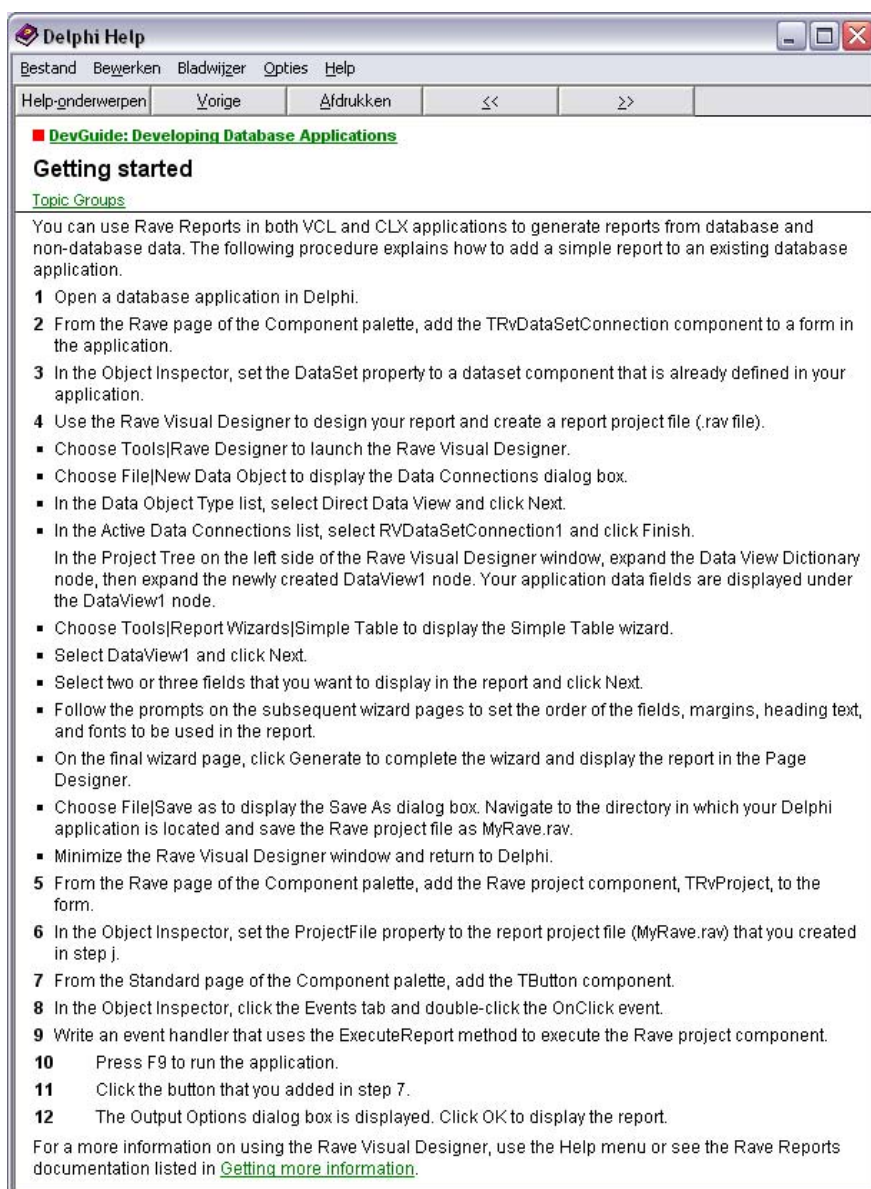 Delphi Help
Bestand Bewerken Bladwijzer Opties Help
Help-onderwerpen Vorige Afdrukken << >>
DevGuide: Developing Database Applications
Getting started
Topic Groups
You can use Rave Reports in both VCL and CLX applications to generate reports from database and
non-database data. The following procedure explains how to add a simple report to an existing database
application.
1 Open a database application in Delphi.
2 From the Rave page of the Component palette, add the TRvDataSetConnection component to a form in
the application.
3 In the Object Inspector, set the DataSet property to a dataset component that is already defined in your
application.
4 Use the Rave Visual Designer to design your report and create a report project file (.rav file).
▪ Choose Tools|Rave Designer to launch the Rave Visual Designer.
▪ Choose File|New Data Object to display the Data Connections dialog box.
▪ In the Data Object Type list, select Direct Data View and click Next.
▪ In the Active Data Connections list, select RVDataSetConnection1 and click Finish.
In the Project Tree on the left side of the Rave Visual Designer window, expand the Data View Dictionary
node, then expand the newly created DataView1 node. Your application data fields are displayed under
the DataView1 node.
▪ Choose Tools|Report Wizards|Simple Table to display the Simple Table wizard.
▪ Select DataView1 and click Next.
▪ Select two or three fields that you want to display in the report and click Next.
▪ Follow the prompts on the subsequent wizard pages to set the order of the fields, margins, heading text,
and fonts to be used in the report.
▪ On the final wizard page, click Generate to complete the wizard and display the report in the Page
Designer.
▪ Choose File|Save as to display the Save As dialog box. Navigate to the directory in which your Delphi
application is located and save the Rave project file as MyRave.rav.
▪ Minimize the Rave Visual Designer window and return to Delphi.
5 From the Rave page of the Component palette, add the Rave project component, TRvProject, to the
form.
6 In the Object Inspector, set the ProjectFile property to the report project file (MyRave.rav) that you created
in step j.
7 From the Standard page of the Component palette, add the TButton component.
8 In the Object Inspector, click the Events tab and double-click the OnClick event.
9 Write an event handler that uses the ExecuteReport method to execute the Rave project component.
10 Press F9 to run the application.
11 Click the button that you added in step 7.
12 The Output Options dialog box is displayed. Click OK to display the report.
For a more information on using the Rave Visual Designer, use the Help menu or see the Rave Reports
documentation listed in Getting more information.